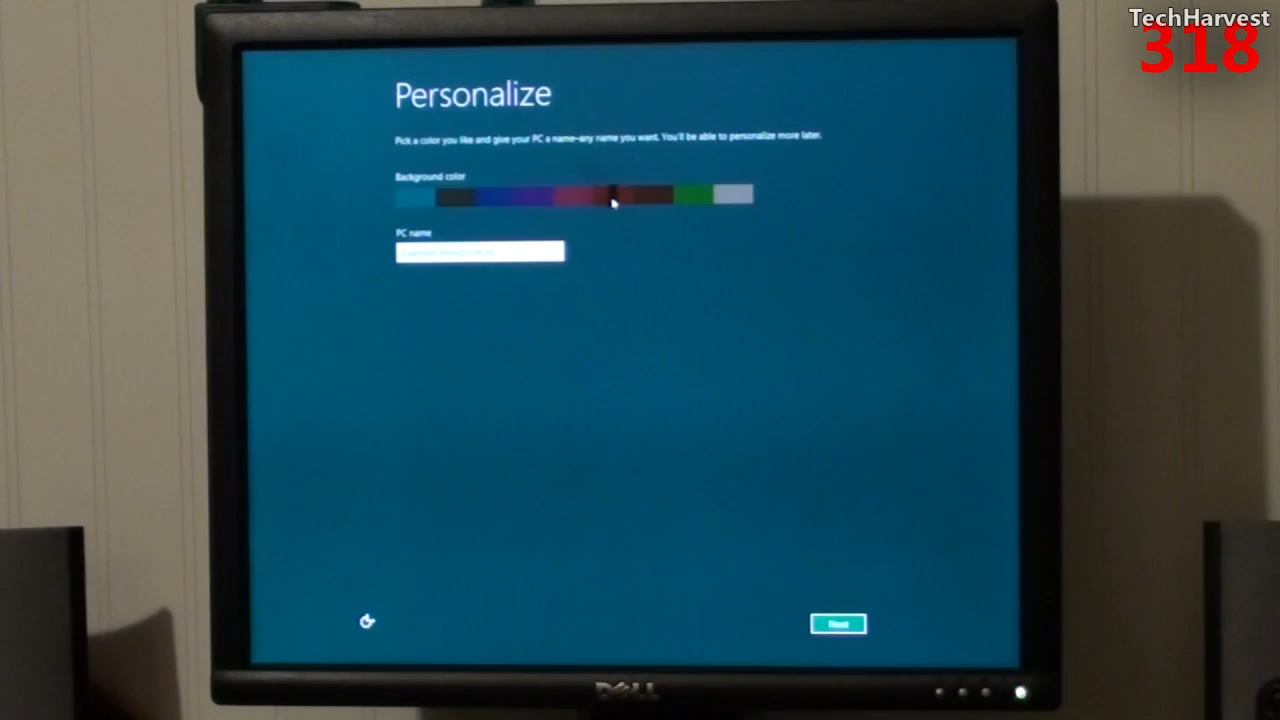 TechHarvest
318
Personalize
Pick a color you like and give your PC a name-any name you want. You'll be able to personalize more later.
Background color
PC name
Next
DELL